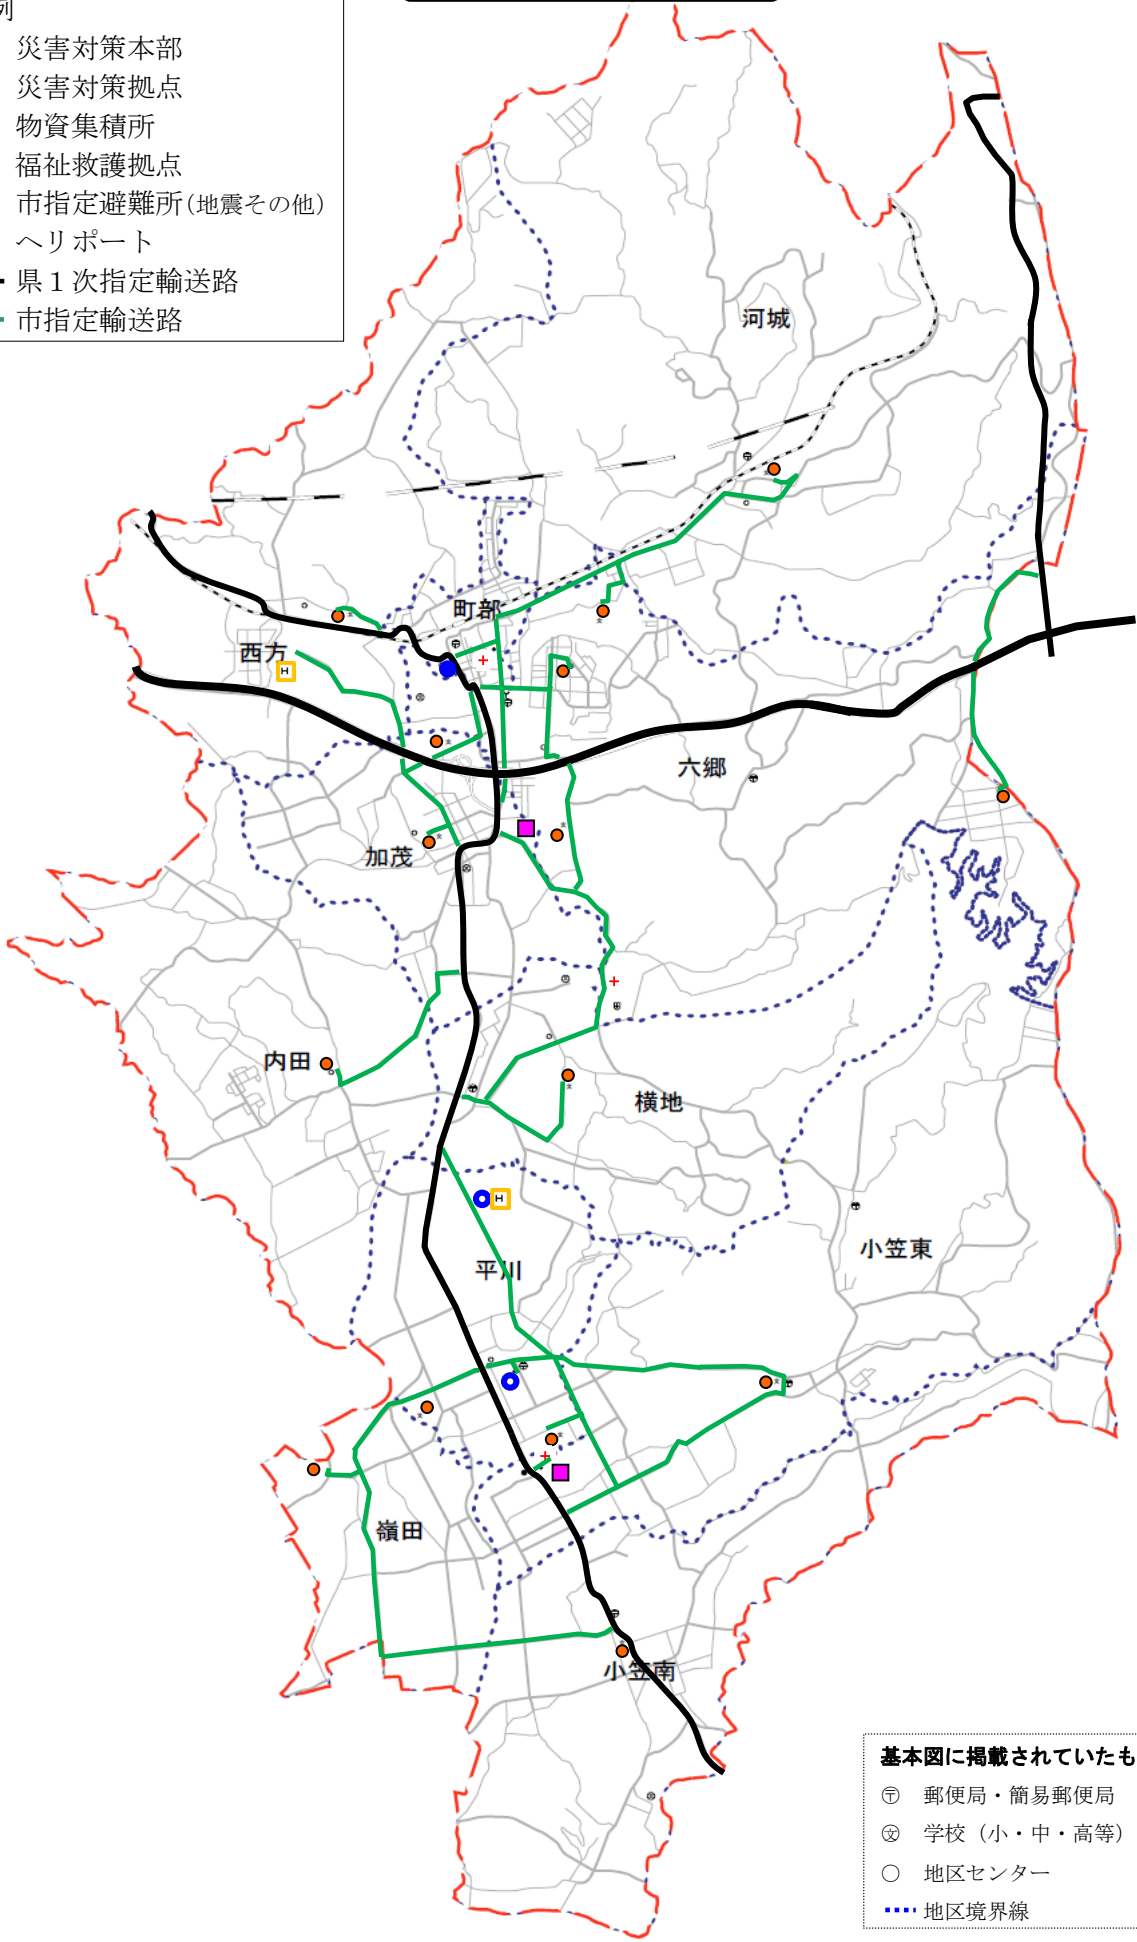 例
災害対策本部
災害対策拠点
物資集積所
福祉救護拠点
市指定避難所(地震その他)
ヘリポート
県１次指定輸送路
市指定輸送路
河城
町部
西方
六郷
加茂
内田
横地
小笠東
平川
嶺田
小笠南
基本図に掲載されていたも
郵便局・簡易郵便局
学校（小・中・高等）
地区センター
地区境界線